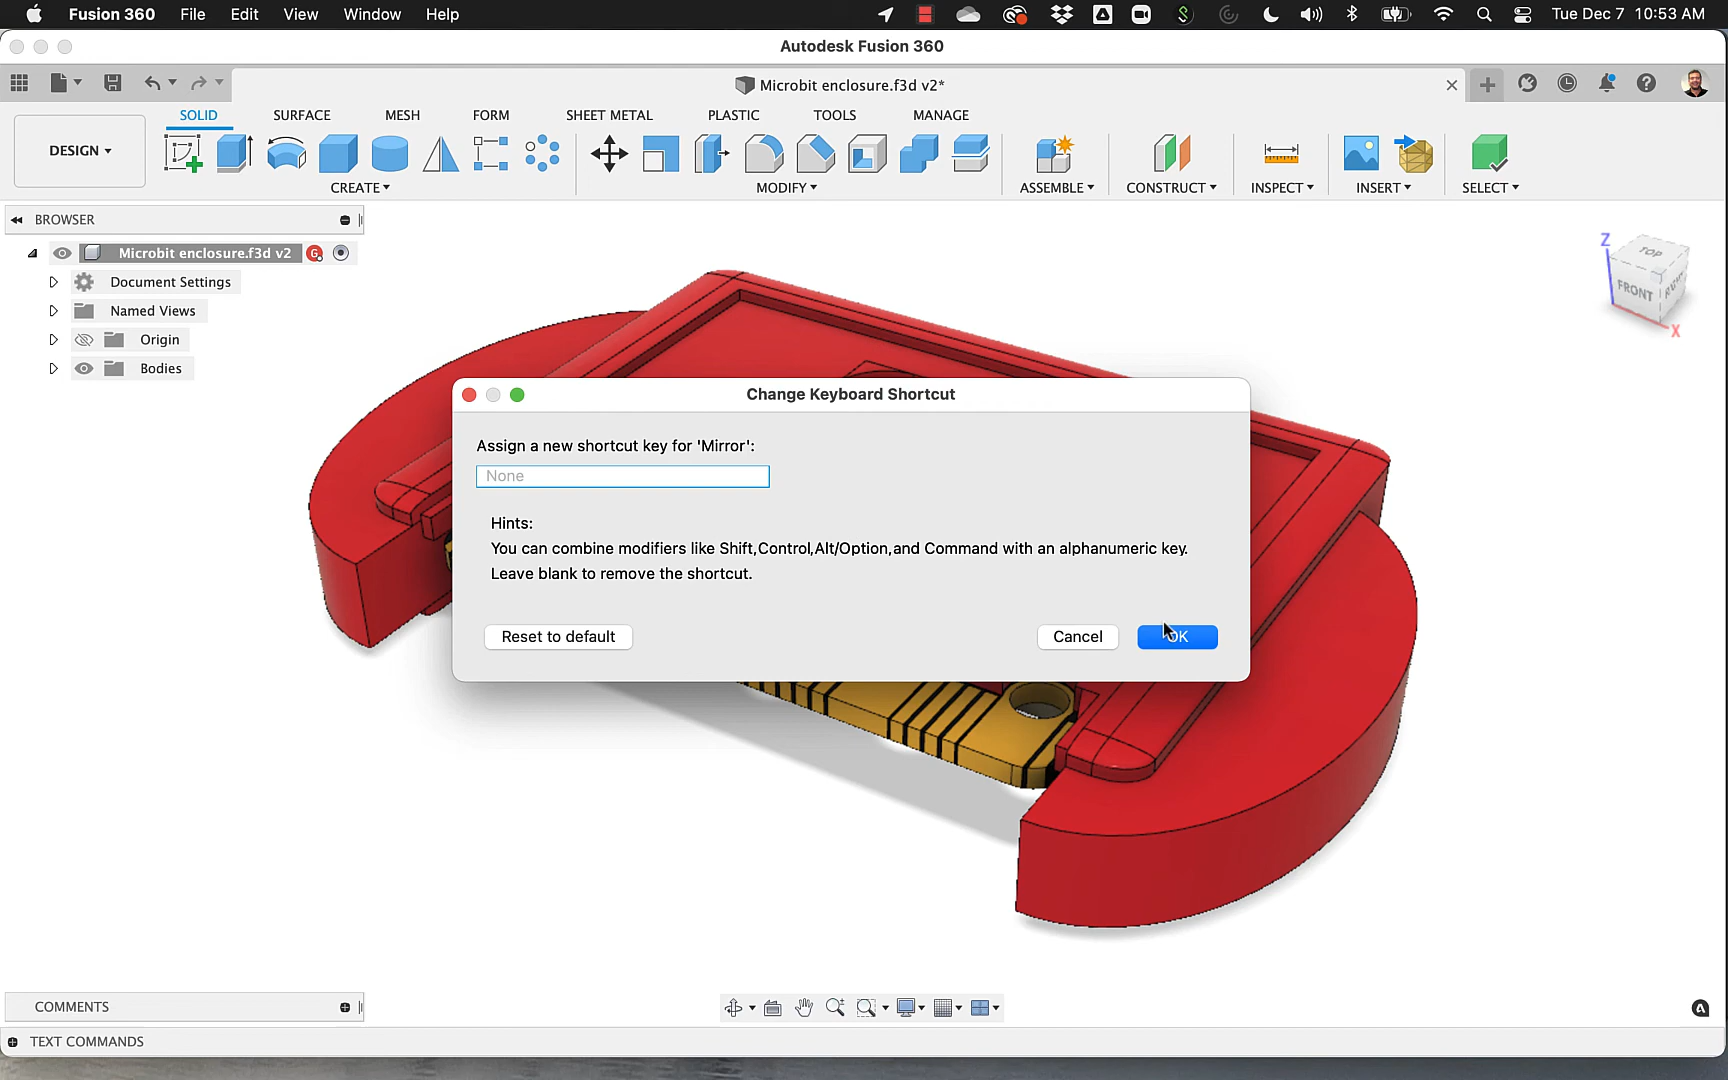 Fusion 360 File Edit View Window Help Tue Dec 7 10:53 AM
Autodesk Fusion 360
Microbit enclosure.f3d v2*
SOLID SURFACE MESH FORM SHEET METAL PLASTIC TOOLS MANAGE
DESIGN
CREATE MODIFY ASSEMBLE CONSTRUCT INSPECT INSERT SELECT
BROWSER
Microbit enclosure.f3d v2
Document Settings
Named Views
Origin
Bodies
Z
TOP
FRONT
X
Change Keyboard Shortcut
Assign a new shortcut key for 'Mirror':
None
Hints:
You can combine modifiers like Shift,Control,Alt/Option,and Command with an alphanumeric key.
Leave blank to remove the shortcut.
Reset to default Cancel OK
COMMENTS
TEXT COMMANDS